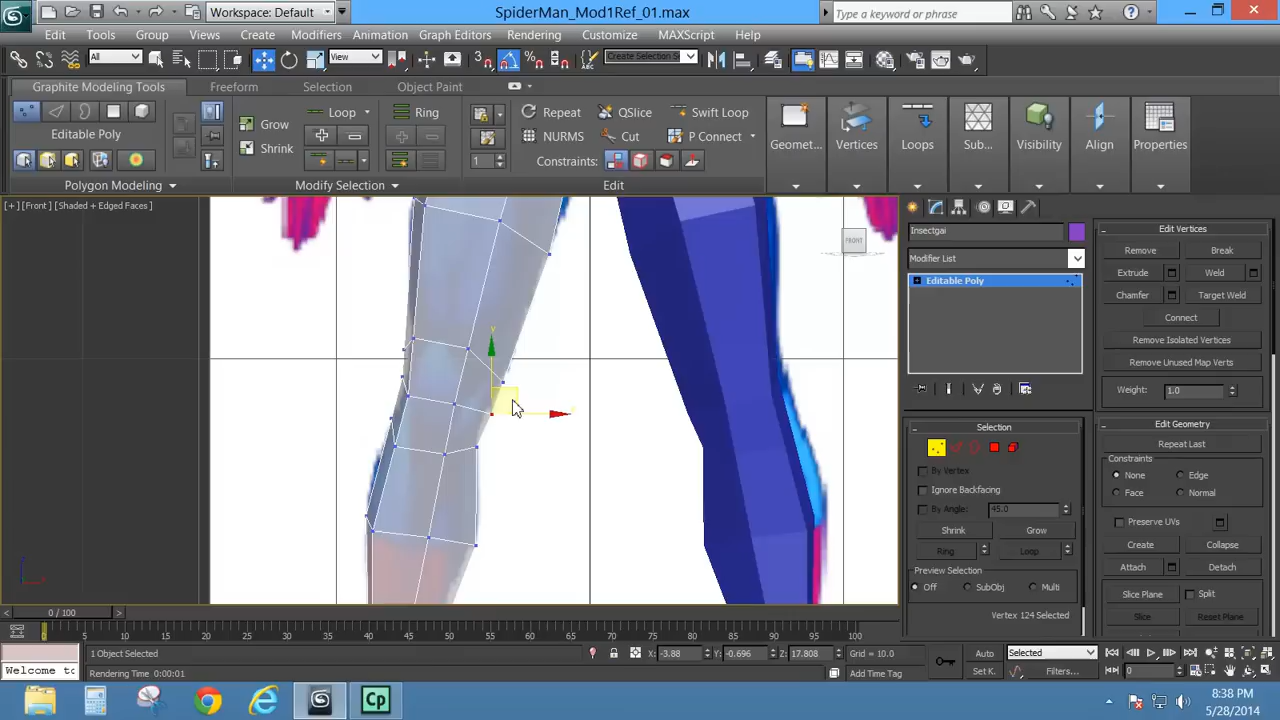 Workspace: Default
SpiderMan_Mod1Ref_01.max
Type a keyword or phrase
Edit Tools Group Views Create Modifiers Animation Graph Editors Rendering Customize MAXScript Help
All
View
Create Selection Se
Graphite Modeling Tools Freeform Selection Object Paint
Editable Poly
Grow
Shrink
Loop
Ring
Repeat QSlice Swift Loop
NURMS Cut P Connect
1
Constraints:
Geomet... Vertices Loops Sub... Visibility Align Properties
Polygon Modeling Modify Selection Edit
[ + ] [ Front ] [ Shaded + Edged Faces ]
FRONT
y
Insectgai
Modifier List
Editable Poly
Selection
By Vertex
Ignore Backfacing
By Angle: 45.0
Shrink Grow
Ring Loop
Preview Selection
Off SubObj Multi
Vertex 124 Selected
Edit Vertices
Remove Break
Extrude Weld
Chamfer Target Weld
Connect
Remove Isolated Vertices
Remove Unused Map Verts
Weight: 1.0
Edit Geometry
Repeat Last
Constraints
None Edge
Face Normal
Preserve UVs
Create Collapse
Attach Detach
Slice Plane Split
Slice Reset Plane
0 / 100
0 5 10 15 20 25 30 35 40 45 50 55 60 65 70 75 80 85 90 95 100
1 Object Selected
X: -3.88 Y: -0.696 Z: 17.808 Grid = 10.0
Auto Selected
Welcome to
Rendering Time 0:00:01
Add Time Tag
Set K. Filters...
0
Cp
8:38 PM
5/28/2014